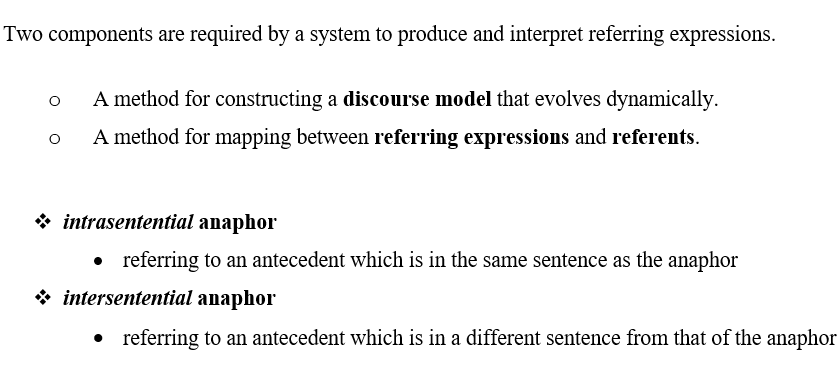 Two components are required by a system to produce and interpret referring expressions.
o A method for constructing a discourse model that evolves dynamically.
o A method for mapping between referring expressions and referents.
❖ intrasentential anaphor
• referring to an antecedent which is in the same sentence as the anaphor
❖ intersentential anaphor
• referring to an antecedent which is in a different sentence from that of the anaphor